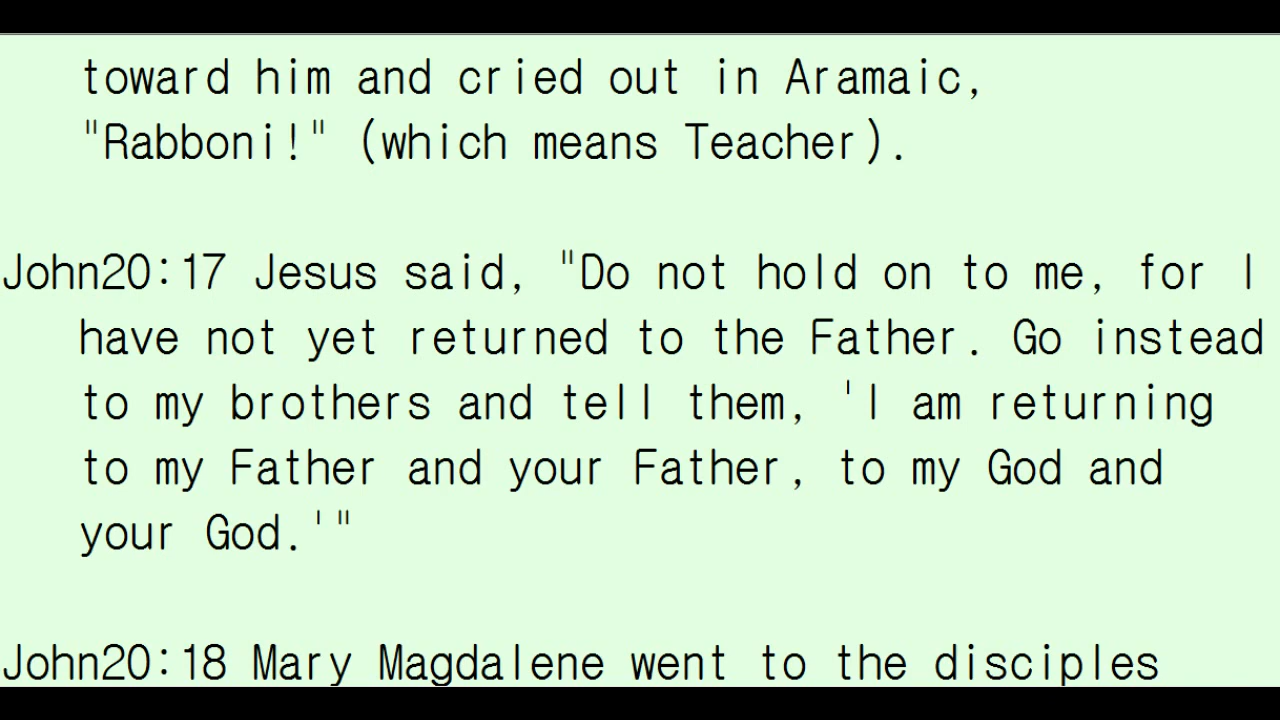 toward him and cried out in Aramaic,
"Rabboni!" (which means Teacher).
John20:17 Jesus said, "Do not hold on to me, for I
have not yet returned to the Father. Go instead
to my brothers and tell them, 'I am returning
to my Father and your Father, to my God and
your God.'"
John20:18 Mary Magdalene went to the disciples